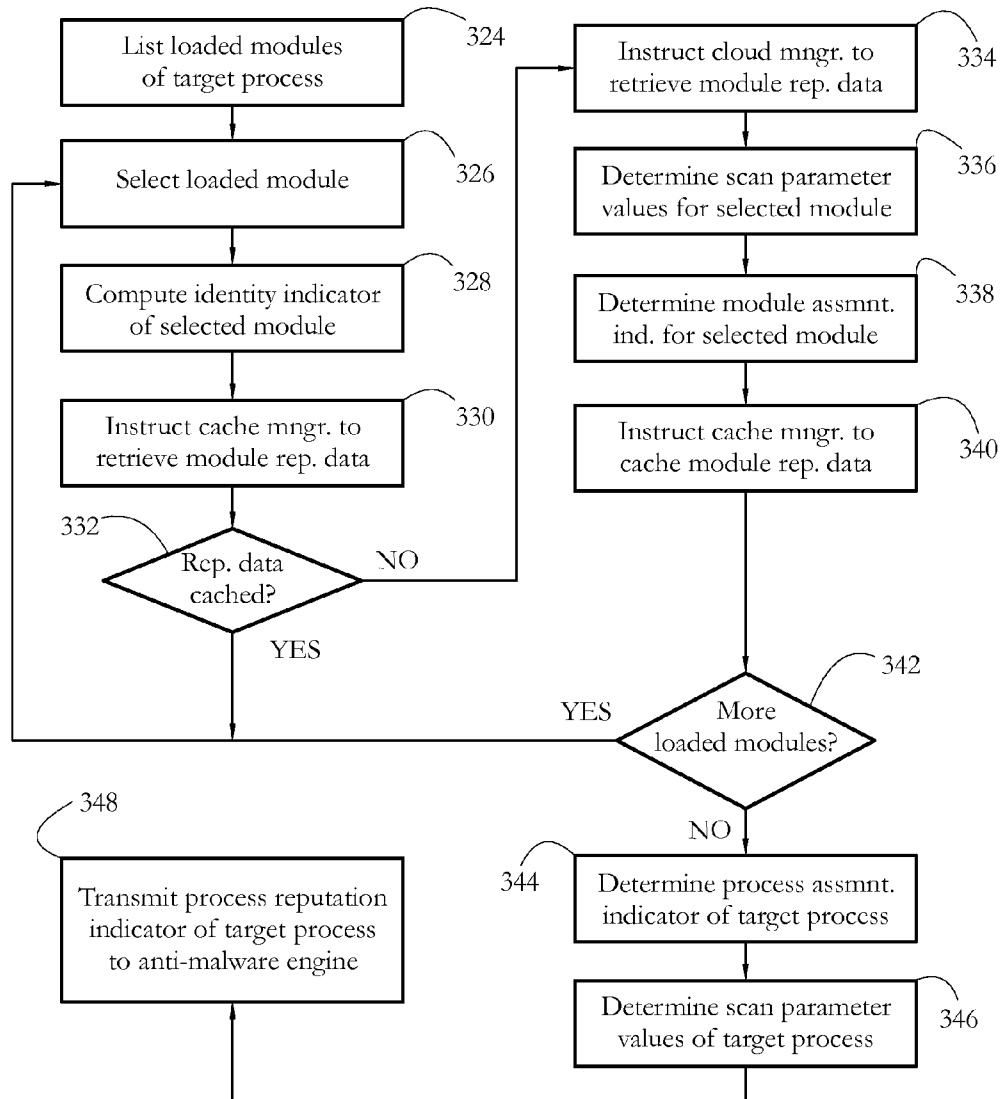 List loaded modules
of target process
324
Select loaded module
326
Compute identity indicator
of selected module
328
Instruct cache mngr. to
retrieve module rep. data
330
332
Rep. data
cached?
NO
YES
Instruct cloud mngr. to
retrieve module rep. data
334
Determine scan parameter
values for selected module
336
Determine module assmnt.
ind. for selected module
338
Instruct cache mngr. to
cache module rep. data
340
342
More
loaded modules?
YES
NO
344
Determine process assmnt.
indicator of target process
Determine scan parameter
values of target process
346
348
Transmit process reputation
indicator of target process
to anti-malware engine